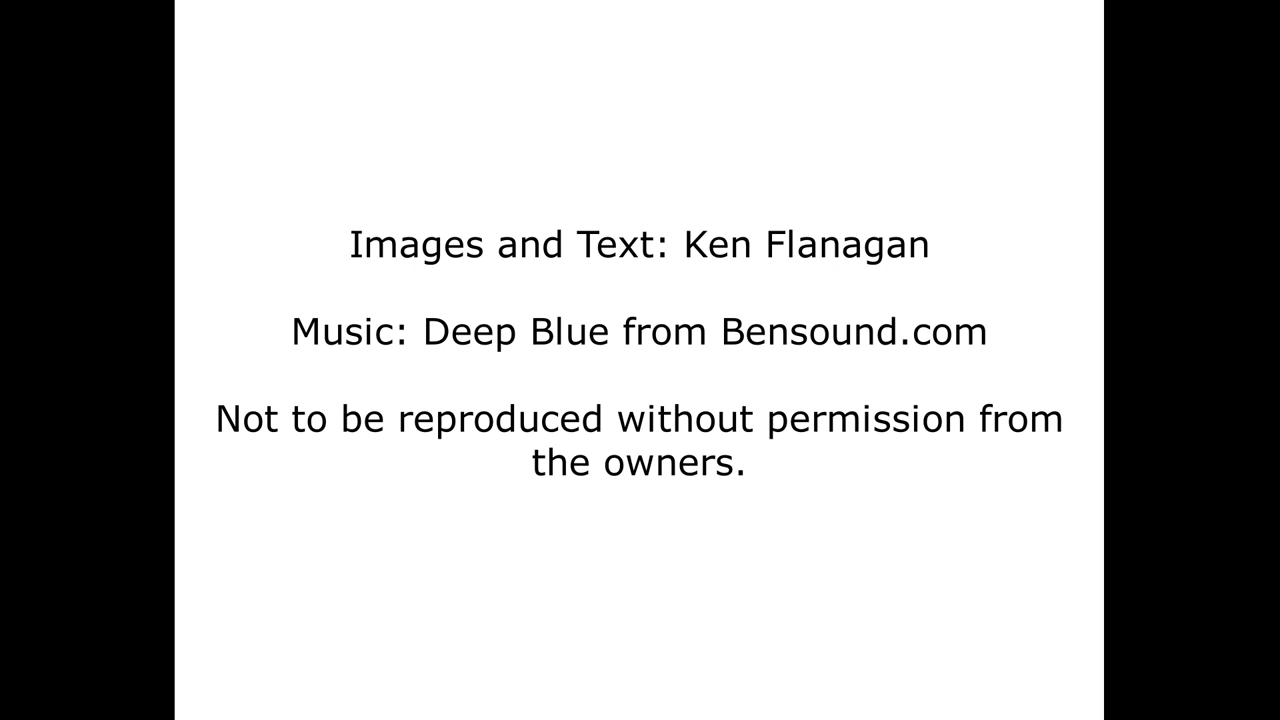 Images and Text: Ken Flanagan
Music: Deep Blue from Bensound.com
Not to be reproduced without permission from
the owners.